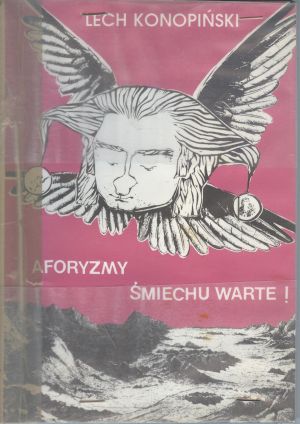 LECH KONOPIŃSKI
AFORYZMY
ŚMIECHU WARTE !